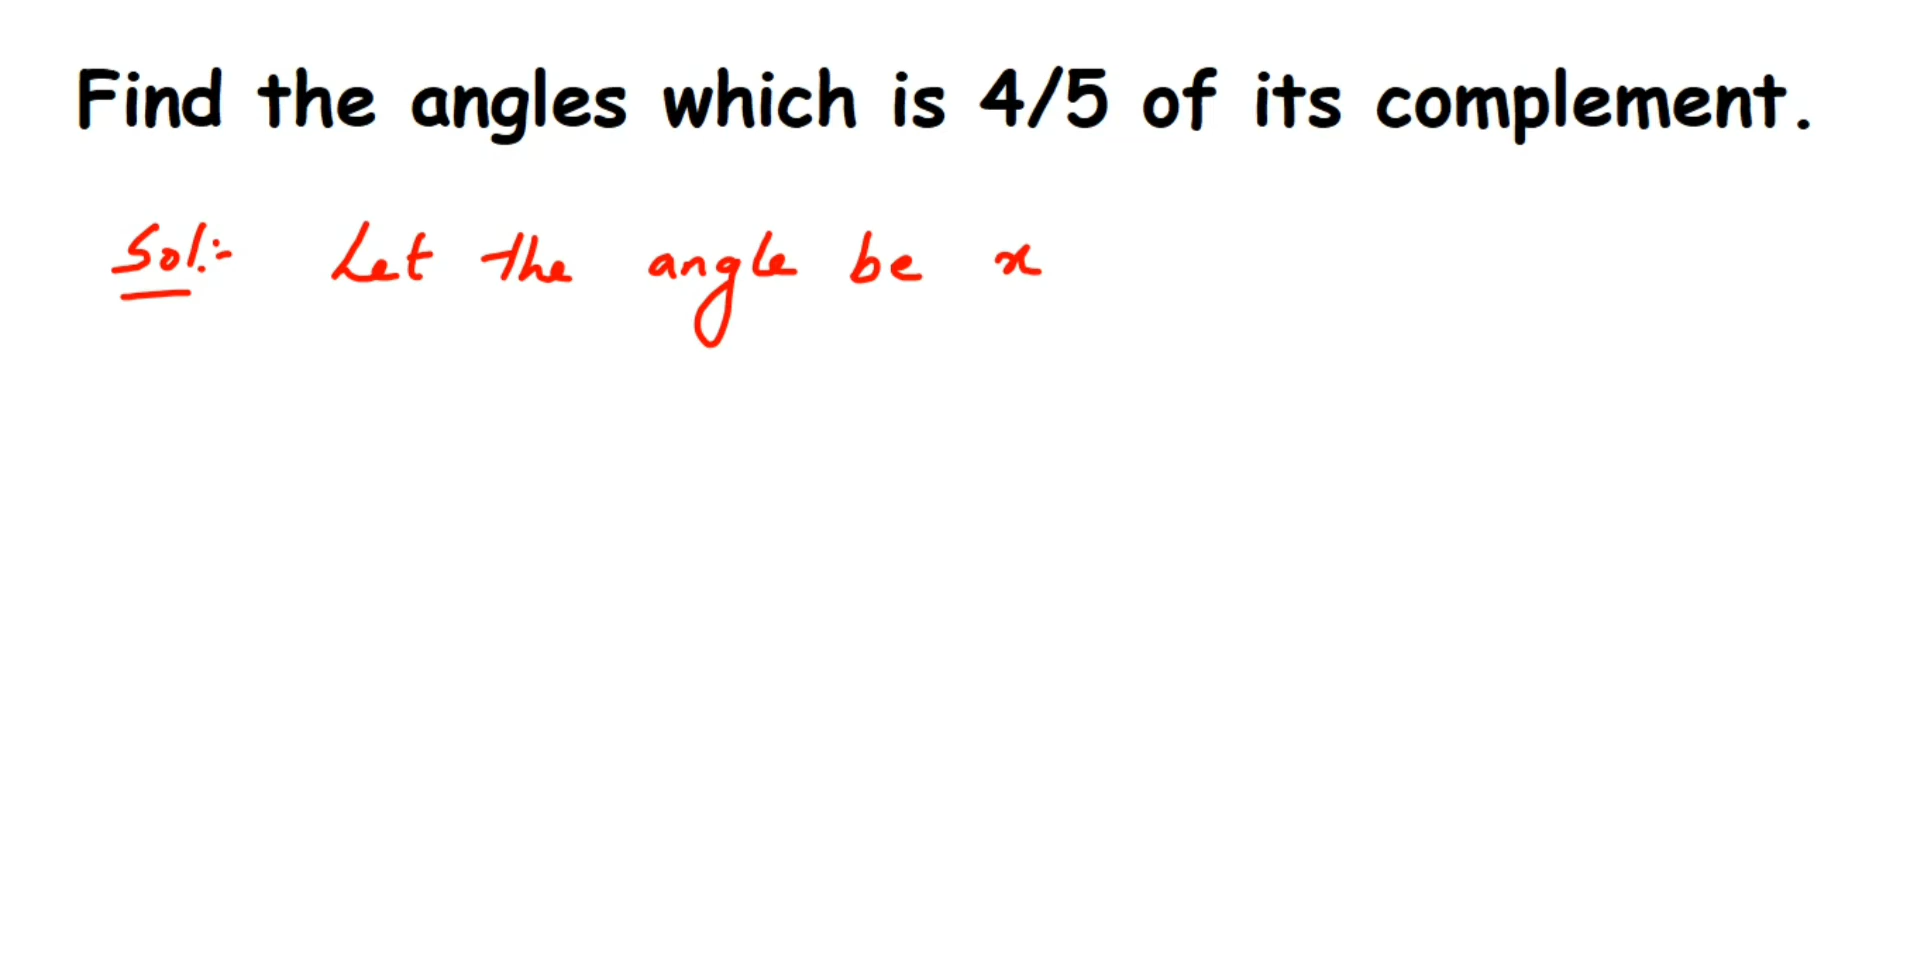 Find the angles which is 4/5 of its complement.
Sol:- Let the angle be x